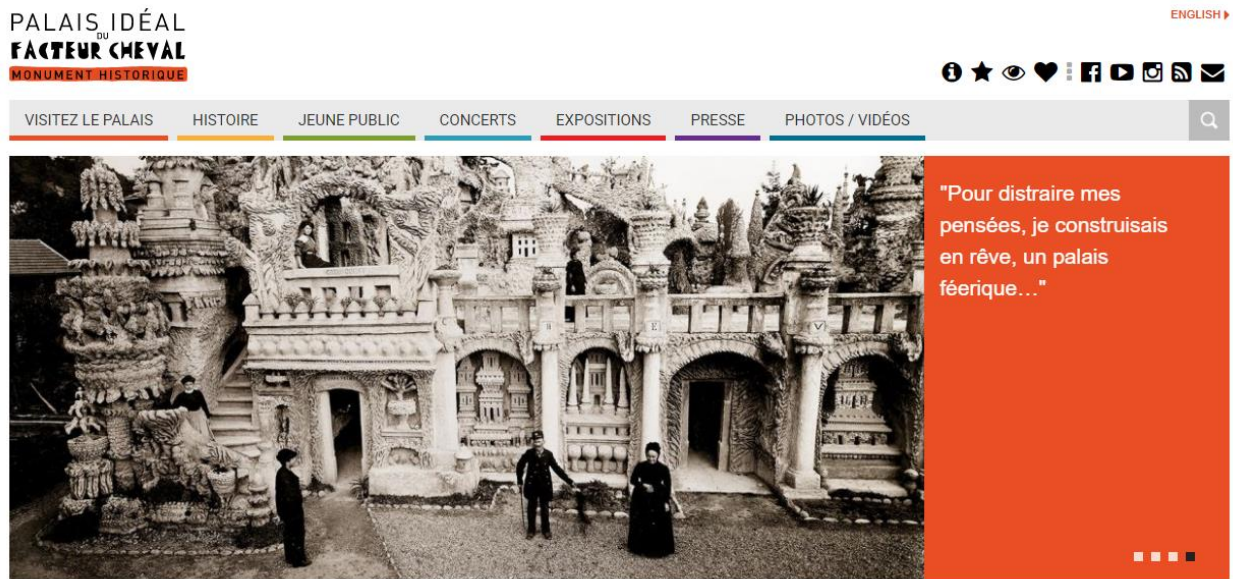 PALAIS IDÉAL
DU
FACTEUR CHEVAL
MONUMENT HISTORIQUE
ENGLISH
VISITEZ LE PALAIS
HISTOIRE
JEUNE PUBLIC
CONCERTS
EXPOSITIONS
PRESSE
PHOTOS / VIDÉOS
"Pour distraire mes
pensées, je construisais
en rêve, un palais
féerique…"